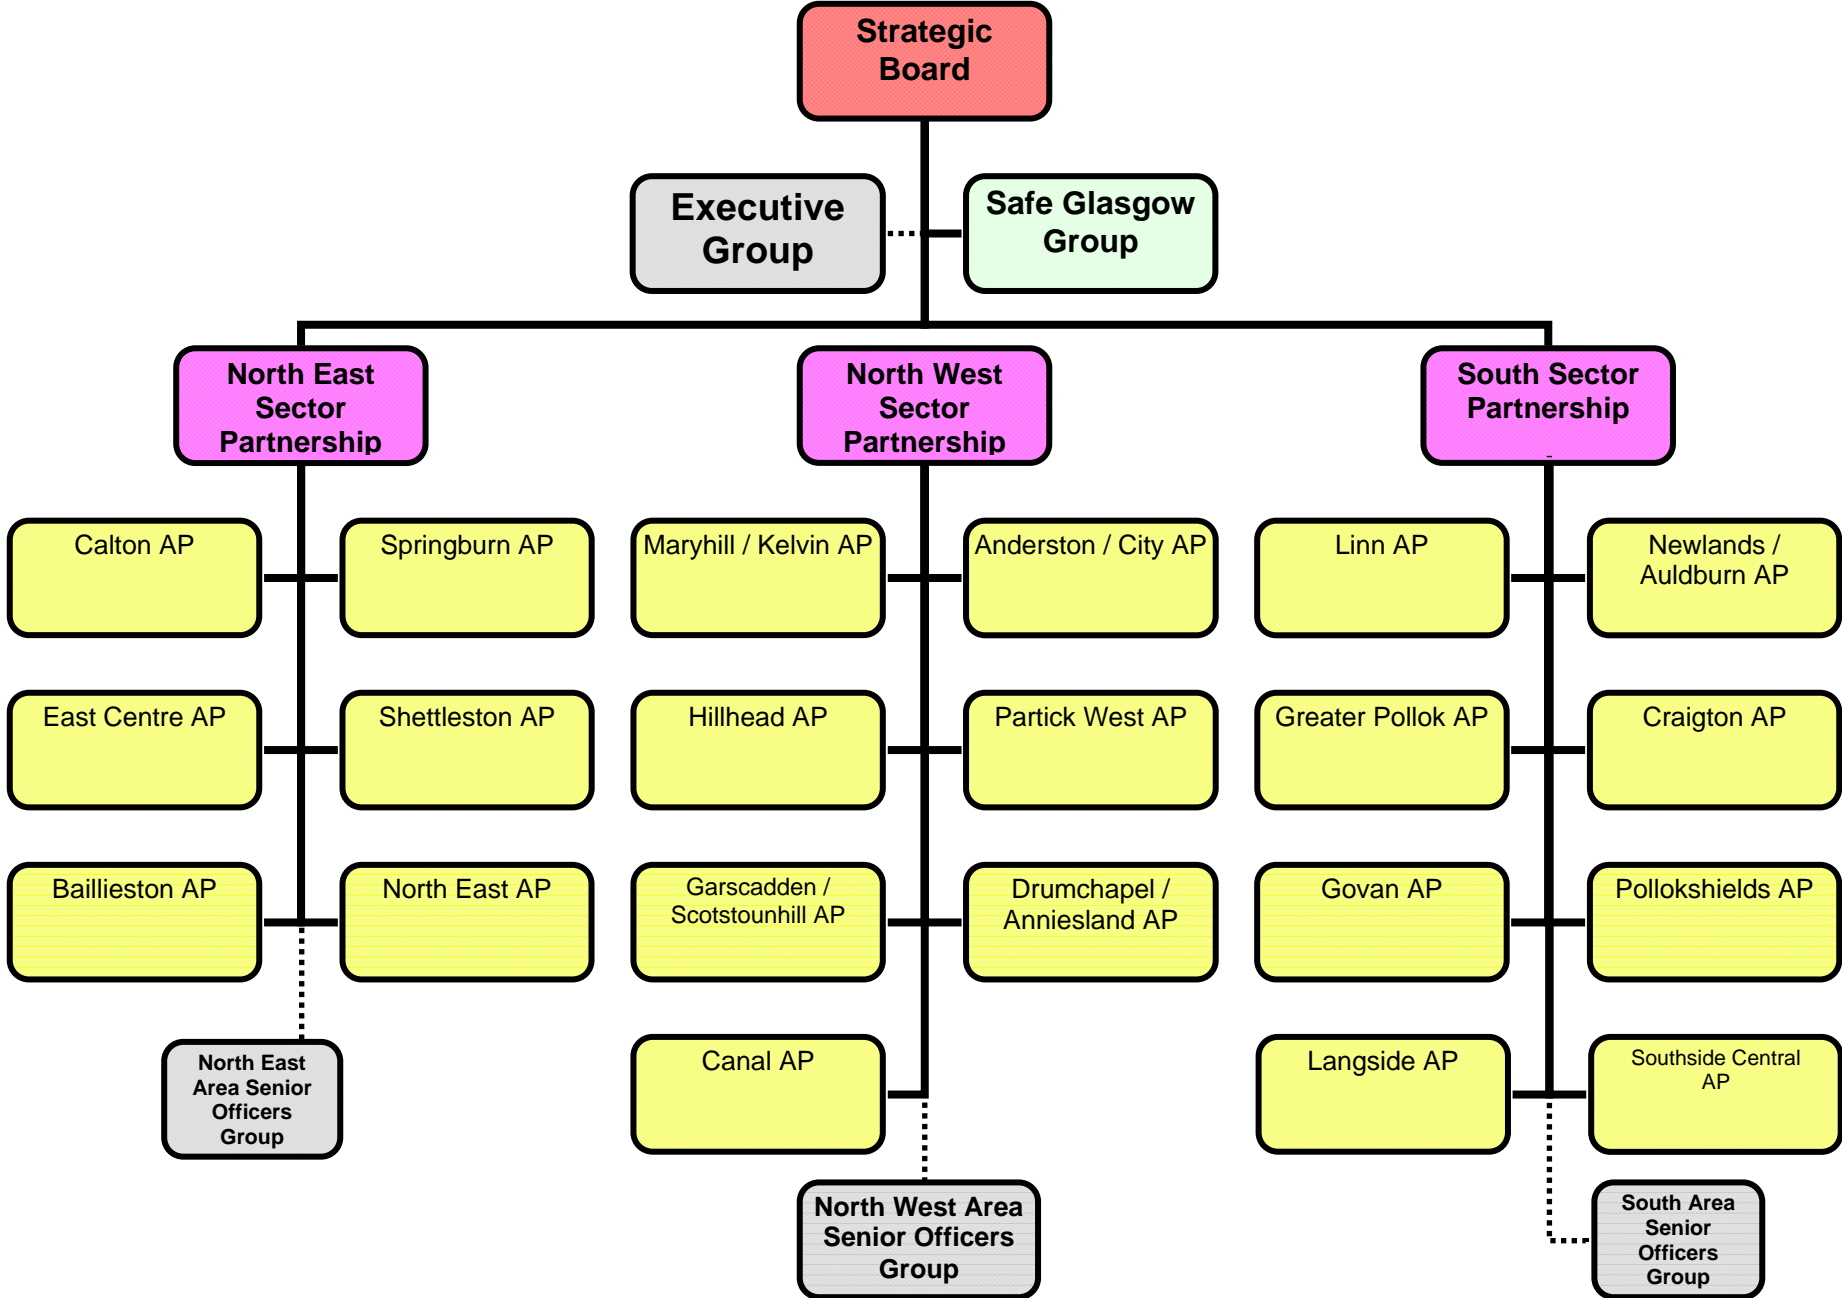 Strategic
Board
Executive
Group
Safe Glasgow
Group
North East
Sector
Partnership
North West
Sector
Partnership
South Sector
Partnership
Calton AP
Springburn AP
Maryhill / Kelvin AP
Anderston / City AP
Linn AP
Newlands /
Auldburn AP
East Centre AP
Shettleston AP
Hillhead AP
Partick West AP
Greater Pollok AP
Craigton AP
Baillieston AP
North East AP
Garscadden /
Scotstounhill AP
Drumchapel /
Anniesland AP
Govan AP
Pollokshields AP
North East
Area Senior
Officers
Group
Canal AP
Langside AP
Southside Central
AP
North West Area
Senior Officers
Group
South Area
Senior
Officers
Group